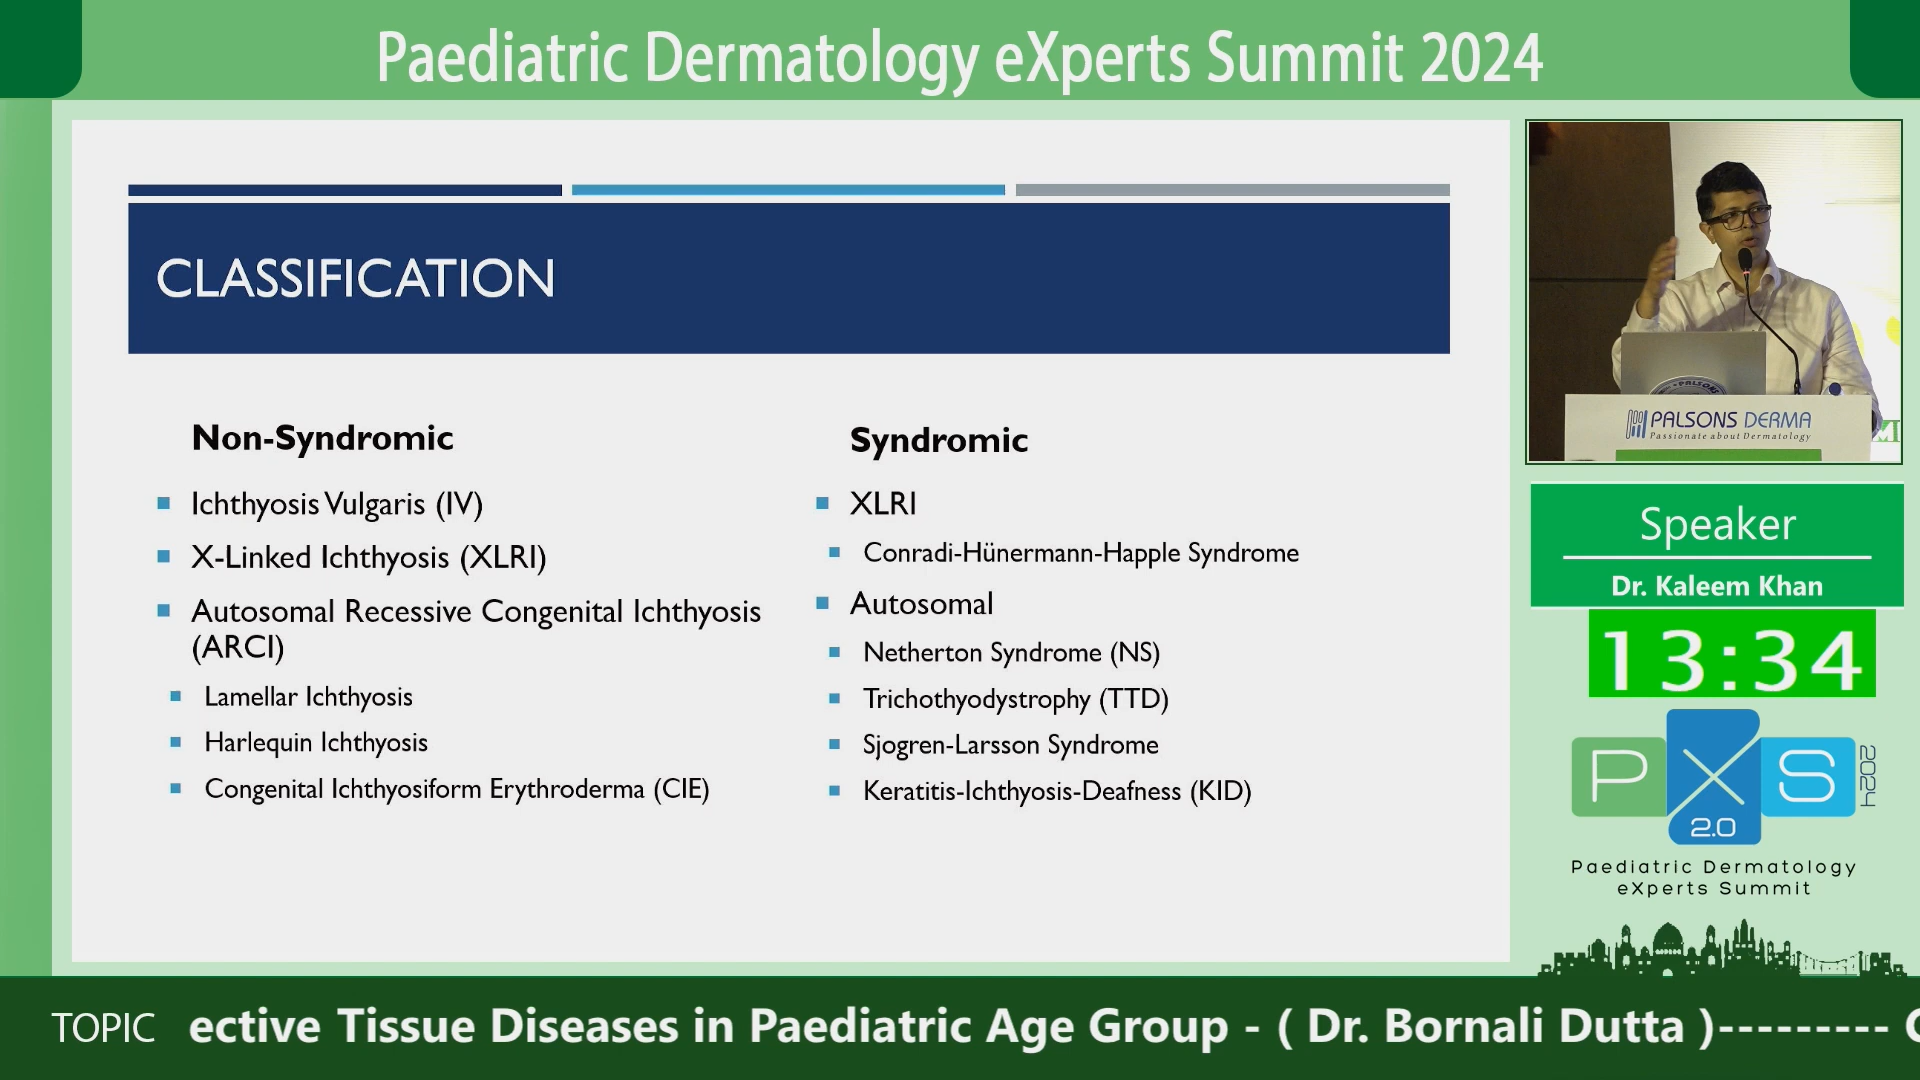 Paediatric Dermatology eXperts Summit 2024
CLASSIFICATION
Non-Syndromic
Ichthyosis Vulgaris (IV)
X-Linked Ichthyosis (XLRI)
Autosomal Recessive Congenital Ichthyosis
(ARCI)
Lamellar Ichthyosis
Harlequin Ichthyosis
Congenital Ichthyosiform Erythroderma (CIE)
Syndromic
XLRI
Conradi-Hünermann-Happle Syndrome
Autosomal
Netherton Syndrome (NS)
Trichothyodystrophy (TTD)
Sjogren-Larsson Syndrome
Keratitis-Ichthyosis-Deafness (KID)
PALSONS
PALSONS DERMA
Passionate about Dermatology
Speaker
Dr. Kaleem Khan
13:34
PXS 2024
2.0
Paediatric Dermatology
eXperts Summit
TOPIC ective Tissue Diseases in Paediatric Age Group - ( Dr. Bornali Dutta )---------